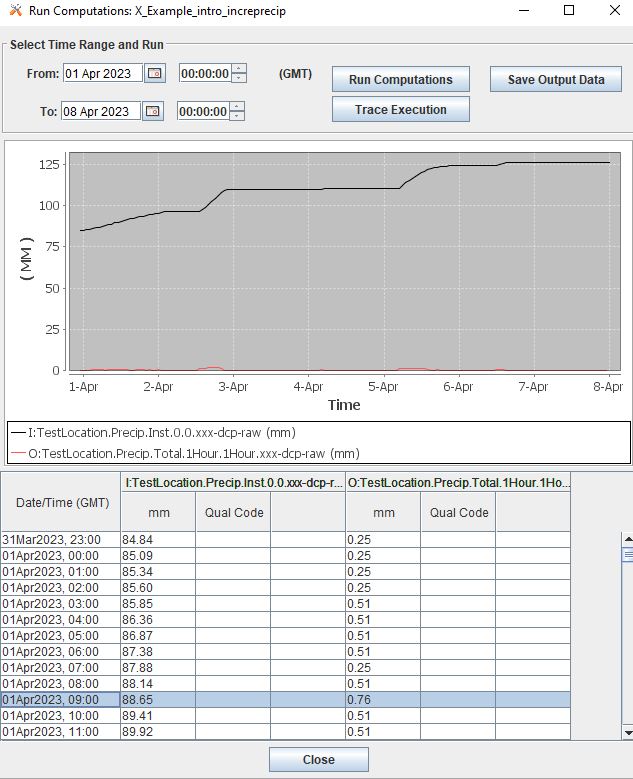 Run Computations: X_Example_intro_increprecip
Select Time Range and Run
From: 01 Apr 2023 00:00:00 (GMT) Run Computations Save Output Data
To: 08 Apr 2023 00:00:00 Trace Execution
125
100
75
50
25
0
( MM )
1-Apr 2-Apr 3-Apr 4-Apr 5-Apr 6-Apr 7-Apr 8-Apr
Time
I:TestLocation.Precip.Inst.0.0.xxx-dcp-raw (mm)
O:TestLocation.Precip.Total.1Hour.1Hour.xxx-dcp-raw (mm)
Date/Time (GMT) I:TestLocation.Precip.Inst.0.0.xxx-dcp-r... O:TestLocation.Precip.Total.1Hour.1Ho...
mm Qual Code mm Qual Code
31Mar2023, 23:00 84.84 0.25
01Apr2023, 00:00 85.09 0.25
01Apr2023, 01:00 85.34 0.25
01Apr2023, 02:00 85.60 0.25
01Apr2023, 03:00 85.85 0.51
01Apr2023, 04:00 86.36 0.51
01Apr2023, 05:00 86.87 0.51
01Apr2023, 06:00 87.38 0.51
01Apr2023, 07:00 87.88 0.25
01Apr2023, 08:00 88.14 0.51
01Apr2023, 09:00 88.65 0.76
01Apr2023, 10:00 89.41 0.51
01Apr2023, 11:00 89.92 0.51
Close